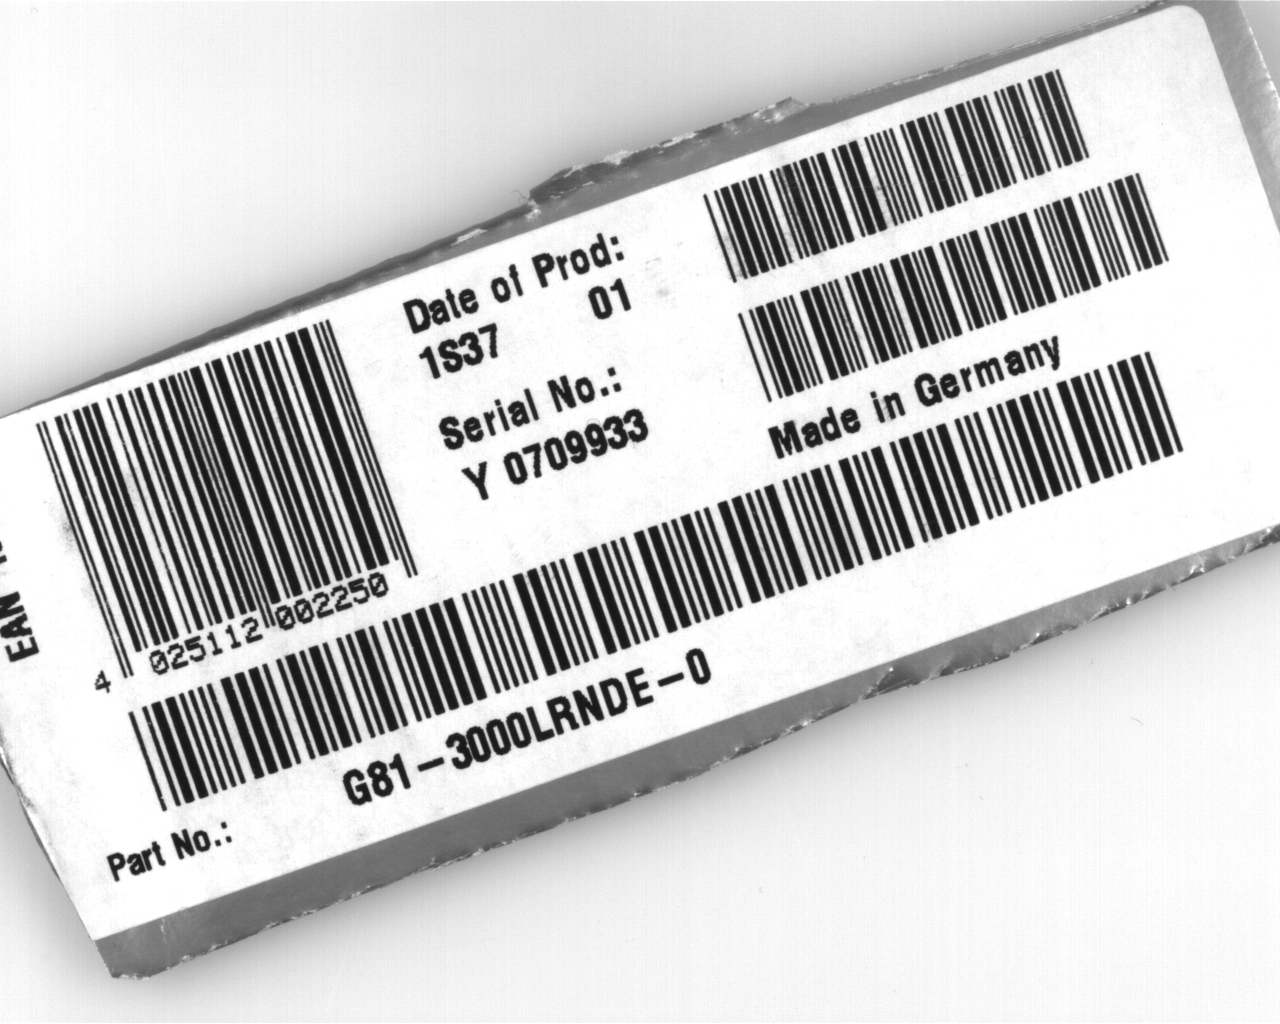 Date of Prod:
1S37 01
Serial No.:
Y 0709933
Made in Germany
EAN
4 025112 002250
G81-3000LRNDE-0
Part No.: